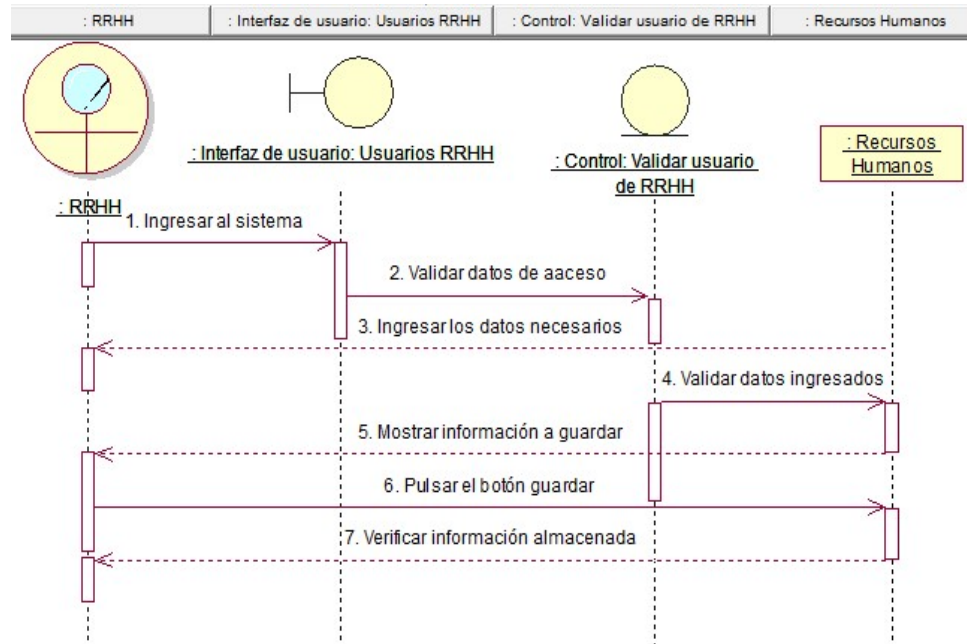 : RRHH
: Interfaz de usuario: Usuarios RRHH
: Control: Validar usuario de RRHH
: Recursos Humanos
: Interfaz de usuario: Usuarios RRHH
: Control: Validar usuario
de RRHH
: Recursos
Humanos
: RRHH
1. Ingresar al sistema
2. Validar datos de aaceso
3. Ingresar los datos necesarios
4. Validar datos ingresados
5. Mostrar información a guardar
6. Pulsar el botón guardar
7. Verificar información almacenada